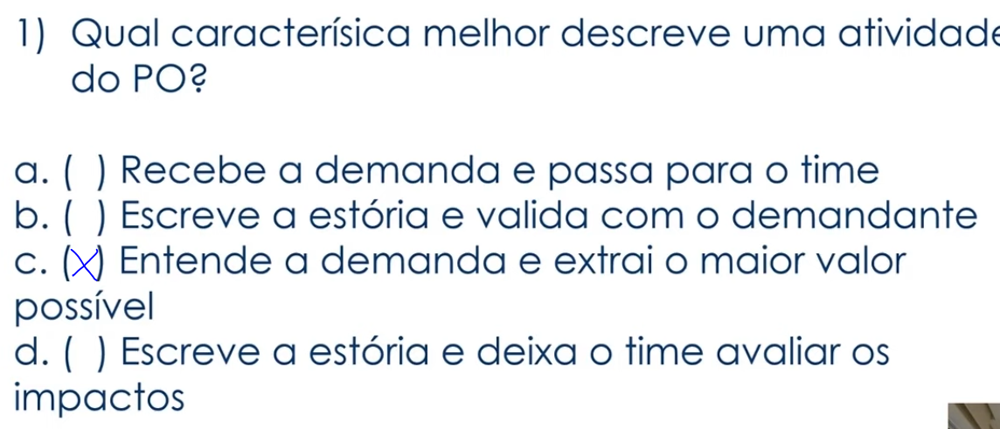 1) Qual caracterísica melhor descreve uma atividade
do PO?
a. ( ) Recebe a demanda e passa para o time
b. ( ) Escreve a estória e valida com o demandante
c. (X) Entende a demanda e extrai o maior valor
possível
d. ( ) Escreve a estória e deixa o time avaliar os
impactos